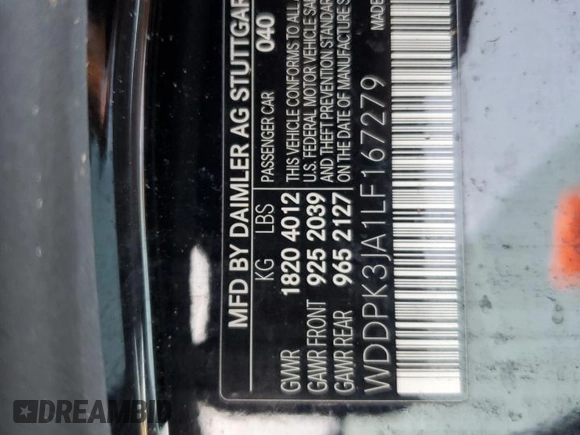 MFD BY DAIMLER AG STUTTGAR
040
KG LBS
GVWR 1820 4012
GAWR FRONT 925 2039
GAWR REAR 965 2127
PASSENGER CAR
THIS VEHICLE CONFORMS TO ALL
U.S. FEDERAL MOTOR VEHICLE SA
THEFT PREVENTION STANDAR
ON THE DATE OF MANUFACTURE S
WDDPK3JA1LF167279
MADE
DREAMBID